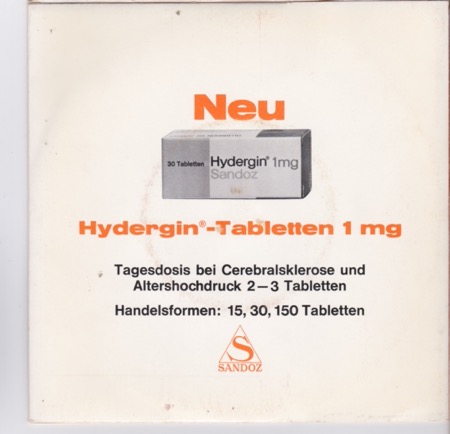 Neu
30 Tabletten Hydergin® 1mg
Sandoz
Hydergin®-Tabletten 1 mg
Tagesdosis bei Cerebralsklerose und
Altershochdruck 2—3 Tabletten
Handelsformen: 15, 30, 150 Tabletten
S
SANDOZ